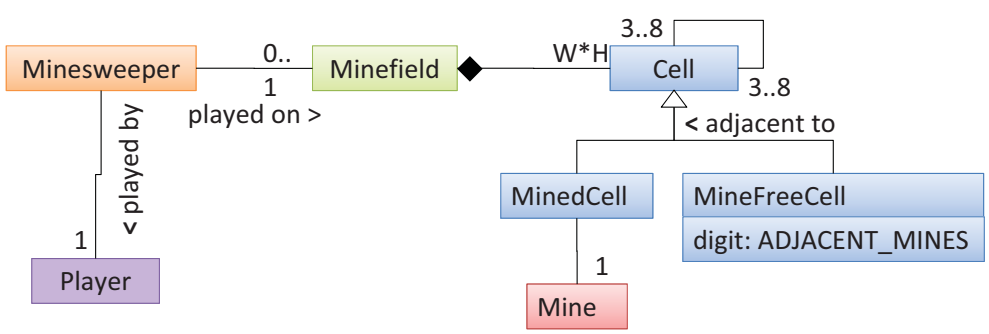 3..8
0..
W*H
Minesweeper
Minefield
Cell
1
3..8
played on >
< adjacent to
< played by
MinedCell
MineFreeCell
digit: ADJACENT_MINES
1
1
Player
Mine